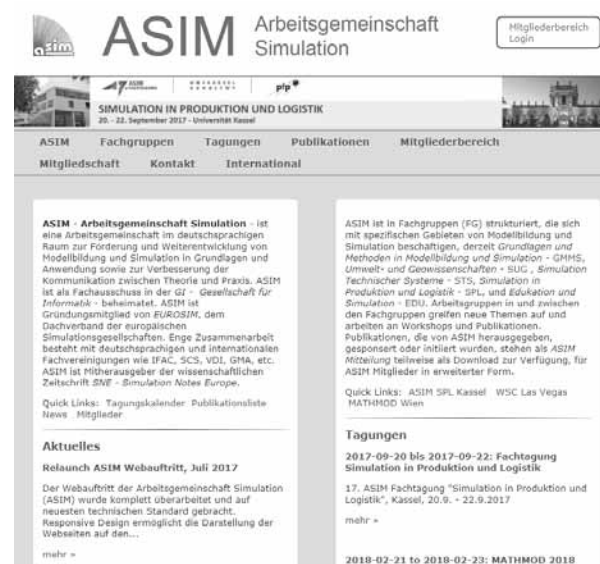 asim
ASIM
Arbeitsgemeinschaft
Simulation
Mitgliederbereich
Login
SIMULATION IN PRODUKTION UND LOGISTIK
20. - 22. September 2017 - Universität Kassel
ASIM Fachgruppen Tagungen Publikationen Mitgliederbereich
Mitgliedschaft Kontakt International
ASIM - Arbeitsgemeinschaft Simulation - ist
eine Arbeitsgemeinschaft im deutschsprachigen
Raum zur Förderung und Weiterentwicklung von
Modellbildung und Simulation in Grundlagen und
Anwendung sowie zur Verbesserung der
Kommunikation zwischen Theorie und Praxis. ASIM
ist als Fachausschuss in der GI - Gesellschaft für
Informatik - beheimatet. ASIM ist
Gründungsmitglied von EUROSIM, dem
Dachverband der europäischen
Simulationsgesellschaften. Enge Zusammenarbeit
besteht mit deutschsprachigen und internationalen
Fachvereinigungen wie IFAC, SCS, VDI, GMA, etc.
ASIM ist Mitherausgeber der wissenschaftlichen
Zeitschrift SNE - Simulation Notes Europe.
Quick Links: Tagungskalender Publikationsliste
News Mitglieder
Aktuelles
Relaunch ASIM Webauftritt, Juli 2017
Der Webauftritt der Arbeitsgemeinschaft Simulation
(ASIM) wurde komplett überarbeitet und auf
neuesten technischen Standard gebracht.
Responsive Design ermöglicht die Darstellung der
Webseiten auf den...
mehr »
ASIM ist in Fachgruppen (FG) strukturiert, die sich
mit spezifischen Gebieten von Modellbildung und
Simulation beschäftigen, derzeit Grundlagen und
Methoden in Modellbildung und Simulation - GMMS,
Umwelt- und Geowissenschaften - SUG , Simulation
Technischer Systeme - STS, Simulation in
Produktion und Logistik - SPL, und Edukation und
Simulation - EDU. Arbeitsgruppen in und zwischen
den Fachgruppen greifen neue Themen auf und
arbeiten an Workshops und Publikationen.
Publikationen, die von ASIM herausgegeben,
gesponsert oder initiiert wurden, stehen als ASIM
Mitteilung teilweise als Download zur Verfügung, für
ASIM Mitglieder in erweiterter Form.
Quick Links: ASIM SPL Kassel WSC Las Vegas
MATHMOD Wien
Tagungen
2017-09-20 bis 2017-09-22: Fachtagung
Simulation in Produktion und Logistik
17. ASIM Fachtagung "Simulation in Produktion und
Logistik", Kassel, 20.9. - 22.9.2017
mehr »
2018-02-21 to 2018-02-23: MATHMOD 2018